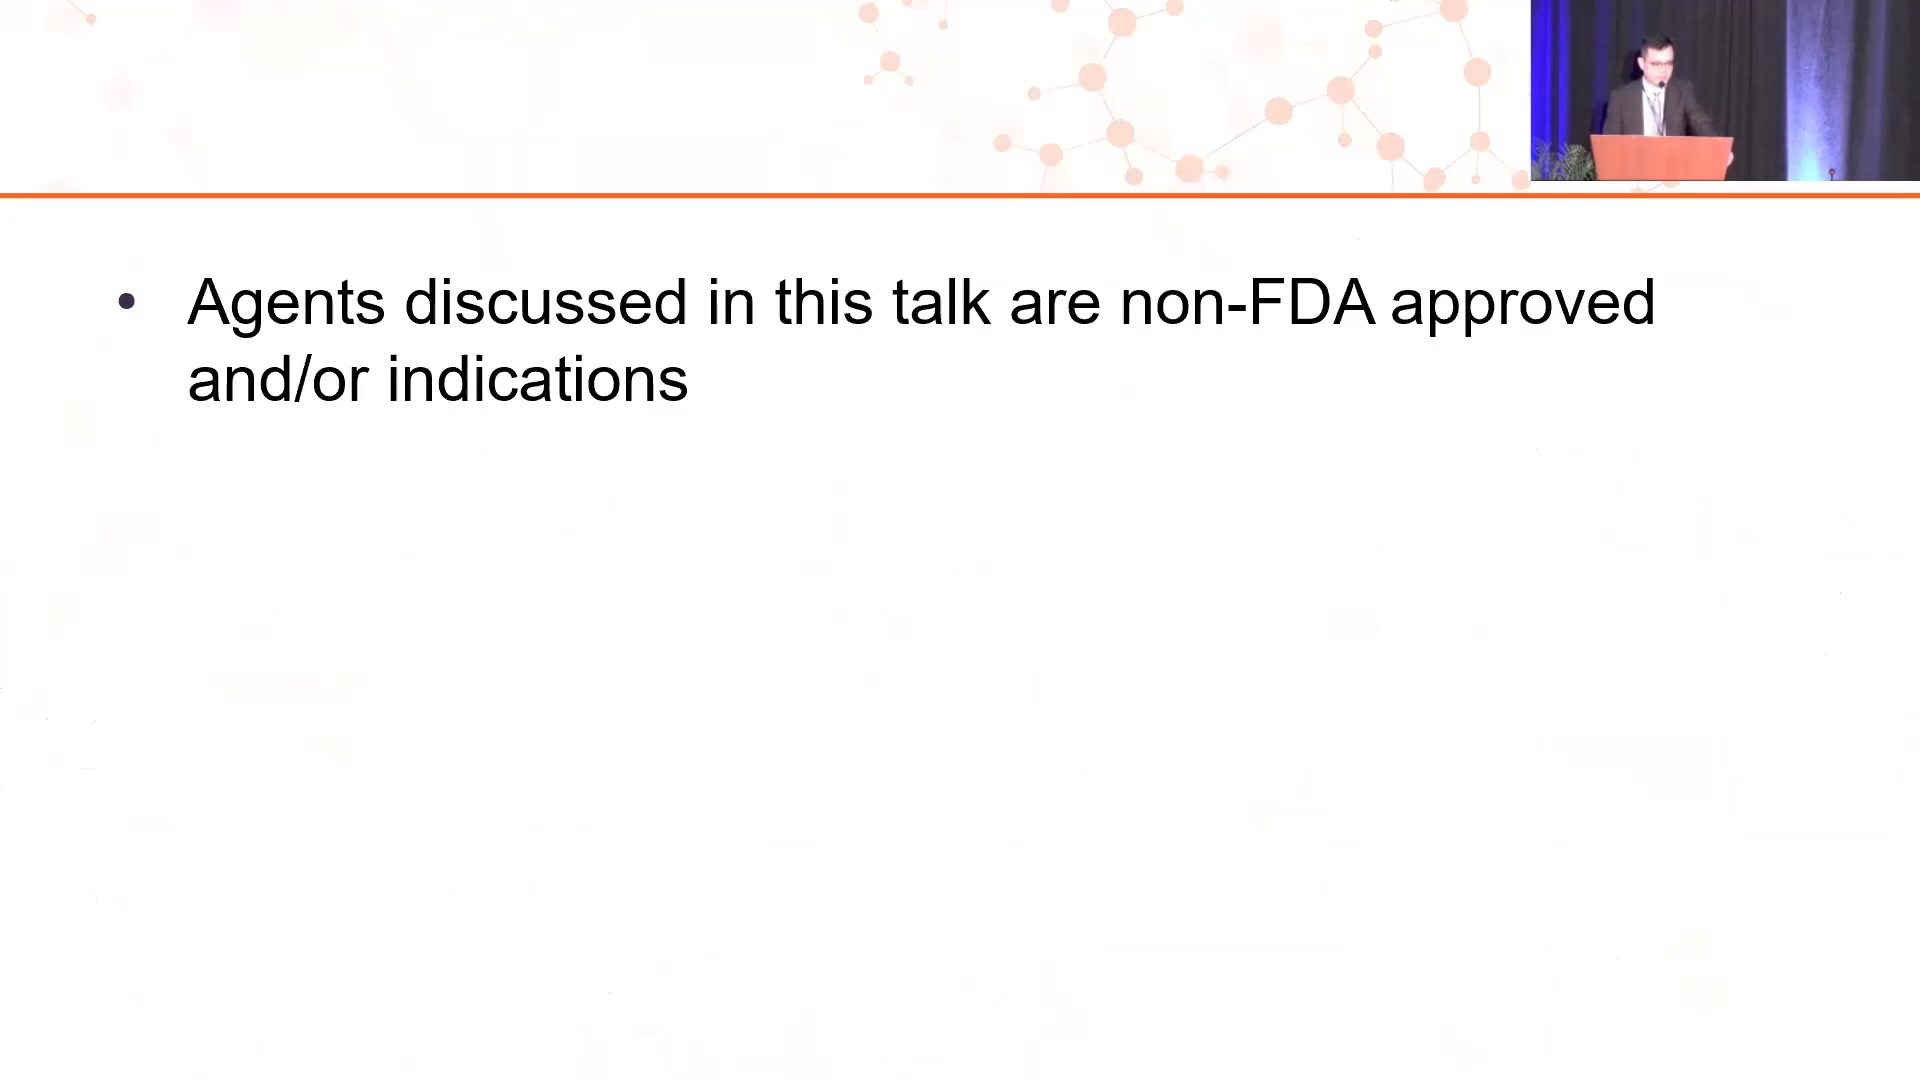 • Agents discussed in this talk are non-FDA approved
and/or indications